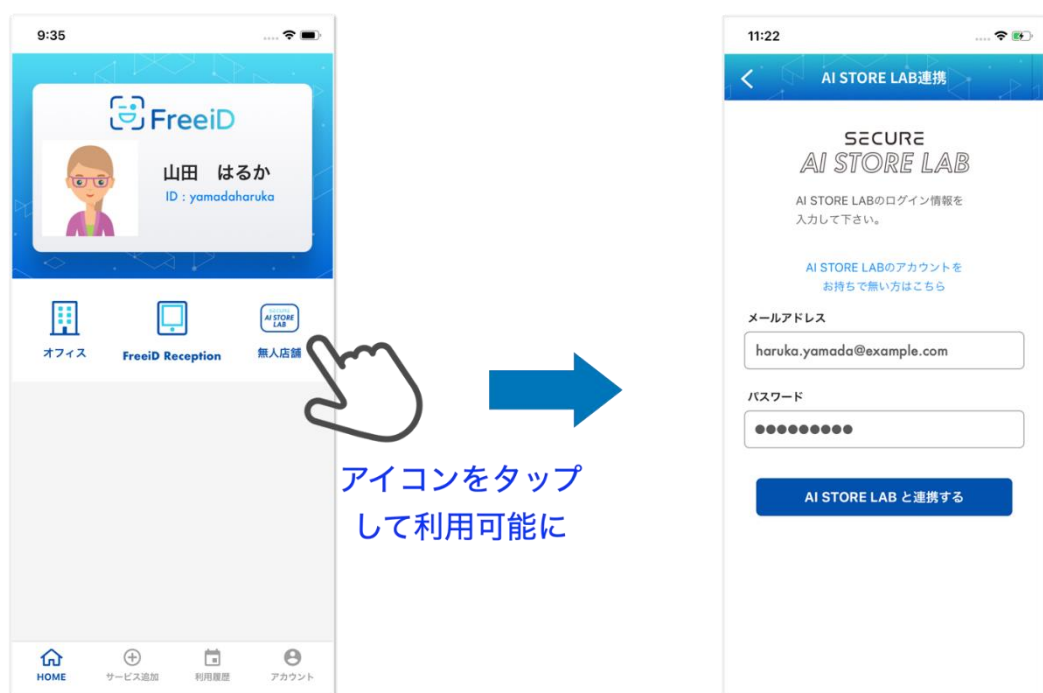 9:35
FreeiD
山田 はるか
ID : yamadaharuka
SECURE
AI STORE
LAB
オフィス
FreeiD Reception
無人店舗
アイコンをタップ
して利用可能に
HOME
サービス追加
利用履歴
アカウント
11:22
AI STORE LAB連携
SECURE
AI STORE LAB
AI STORE LABのログイン情報を
入力して下さい。
AI STORE LABのアカウントを
お持ちで無い方はこちら
メールアドレス
haruka.yamada@example.com
パスワード
●●●●●●●●●
AI STORE LAB と連携する